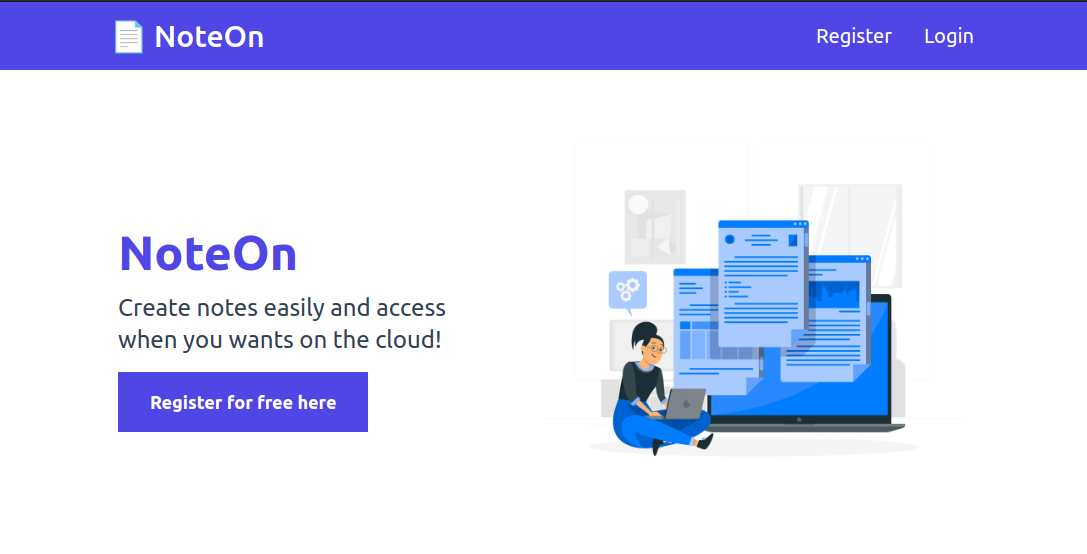 NoteOn
Register
Login
NoteOn
Create notes easily and access
when you wants on the cloud!
Register for free here